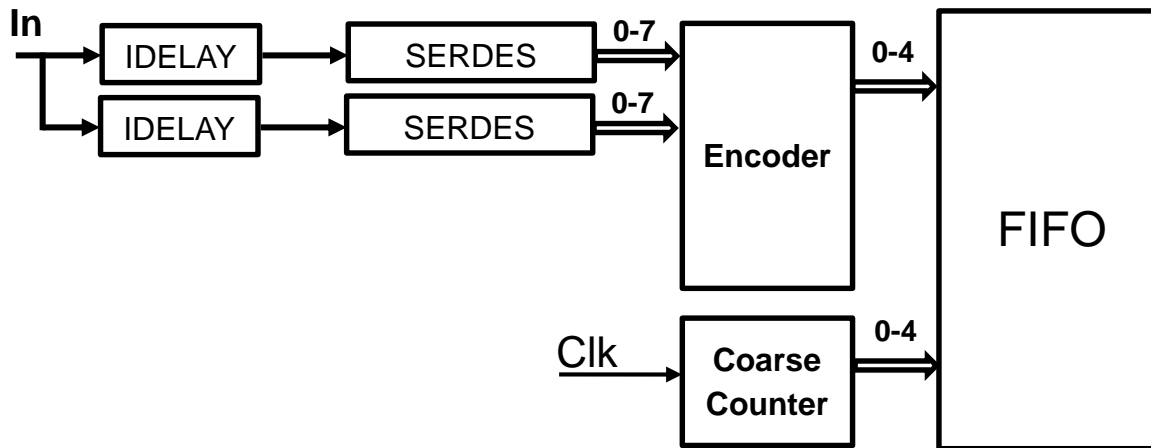 In
IDELAY
SERDES
0-7
IDELAY
SERDES
0-7
Encoder
0-4
FIFO
Clk
Coarse
Counter
0-4